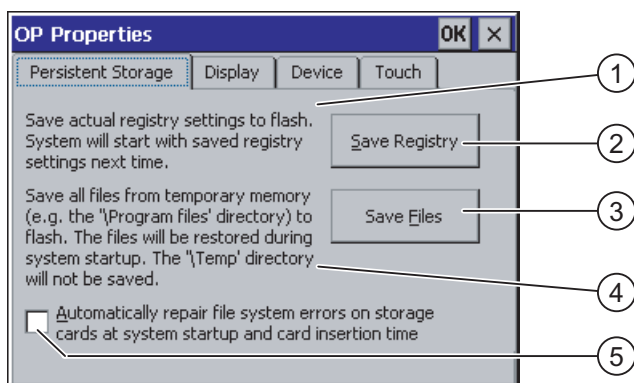 OP Properties OK ×
Persistent Storage Display Device Touch
1
Save actual registry settings to flash.
System will start with saved registry
settings next time.
Save Registry
2
Save all files from temporary memory
(e.g. the '\Program files' directory) to
flash. The files will be restored during
system startup. The '\Temp' directory
will not be saved.
Save Files
3
4
Automatically repair file system errors on storage
cards at system startup and card insertion time
5